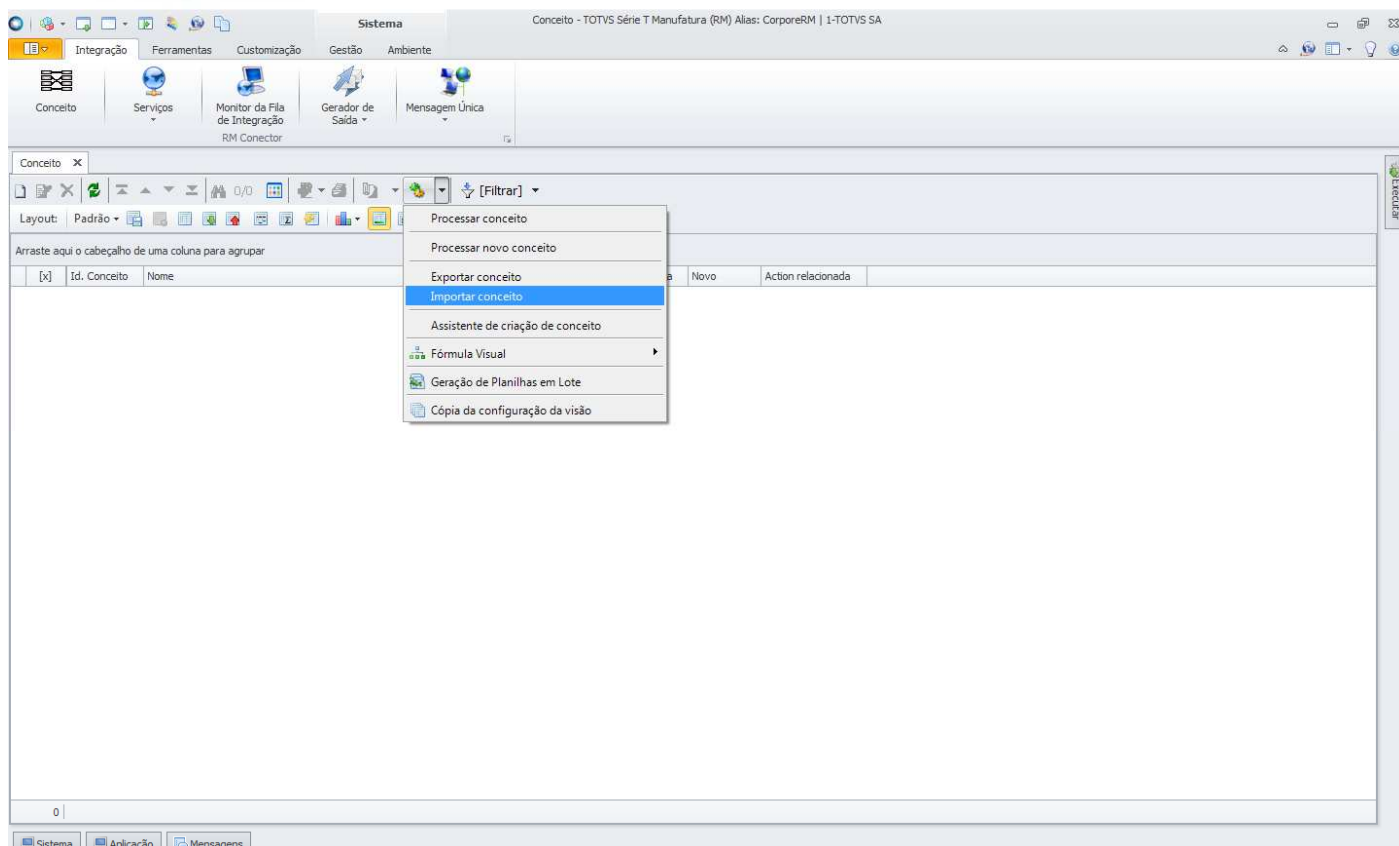 Sistema
Conceito - TOTVS Série T Manufatura (RM) Alias: CorporeRM | 1-TOTVS SA
Integração Ferramentas Customização Gestão Ambiente
Conceito Serviços Monitor da Fila de Integração Gerador de Saída Mensagem Única
RM Conector
Conceito X
0/0 [Filtrar]
Layout: Padrão
Processar conceito
Arraste aqui o cabeçalho de uma coluna para agrupar
Processar novo conceito
[x] Id. Conceito Nome
Exportar conceito
a Novo Action relacionada
Importar conceito
Assistente de criação de conceito
Fórmula Visual
Geração de Planilhas em Lote
Cópia da configuração da visão
Executar
0
Sistema Aplicação Mensagens